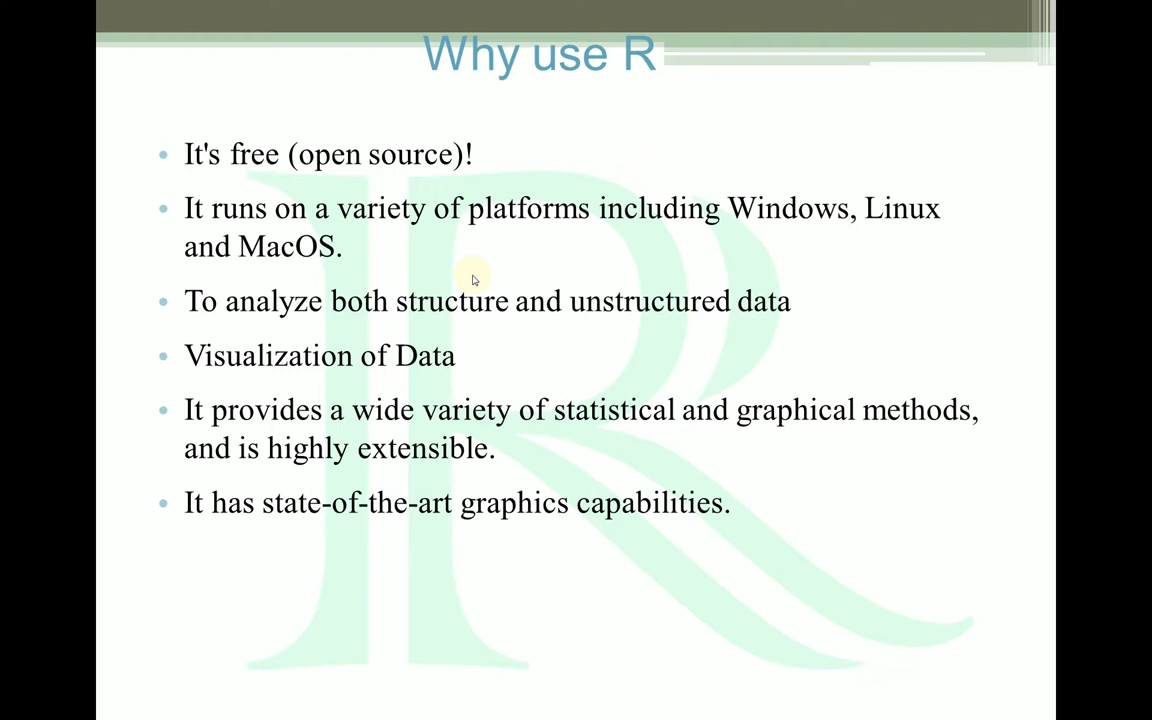 Why use R
• It's free (open source)!
• It runs on a variety of platforms including Windows, Linux
and MacOS.
• To analyze both structure and unstructured data
• Visualization of Data
• It provides a wide variety of statistical and graphical methods,
and is highly extensible.
• It has state-of-the-art graphics capabilities.